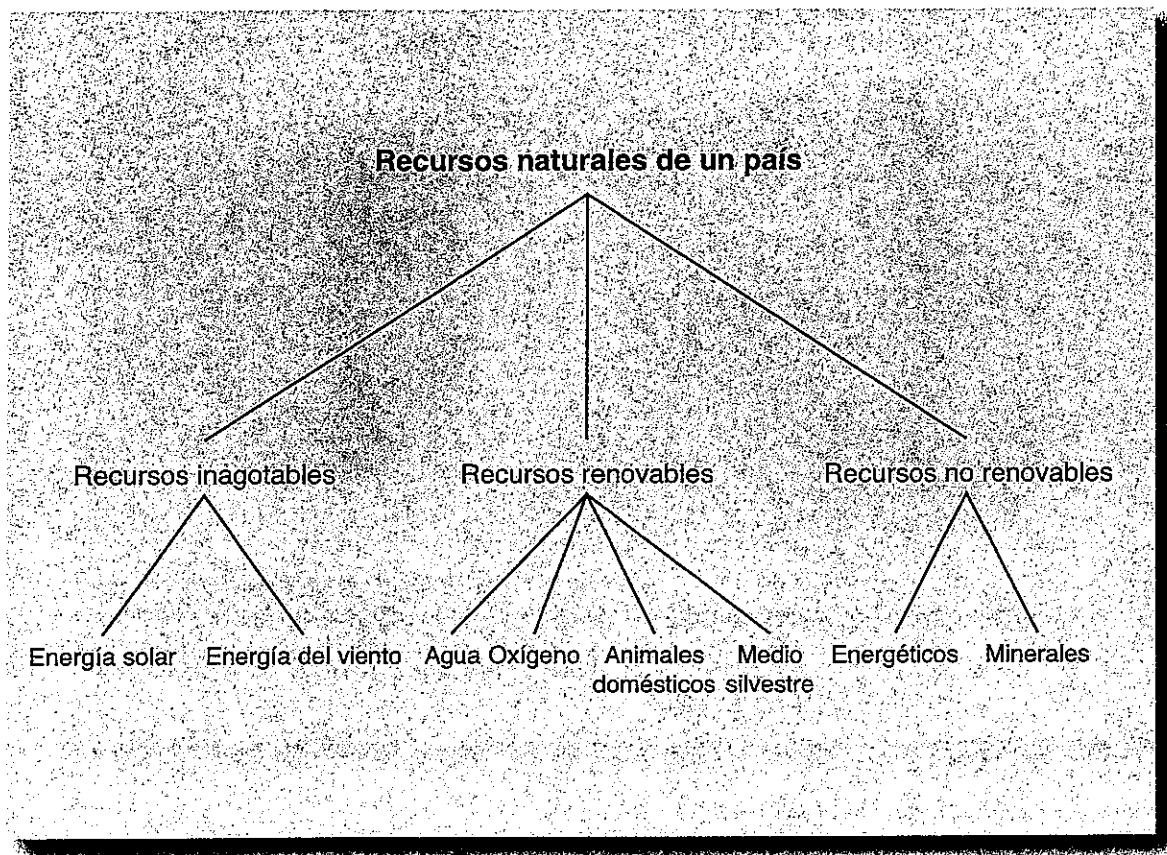 Recursos naturales de un país
Recursos inagotables Recursos renovables Recursos no renovables
Energía solar Energía del viento Agua Oxígeno Animales domésticos Medio silvestre Energéticos Minerales